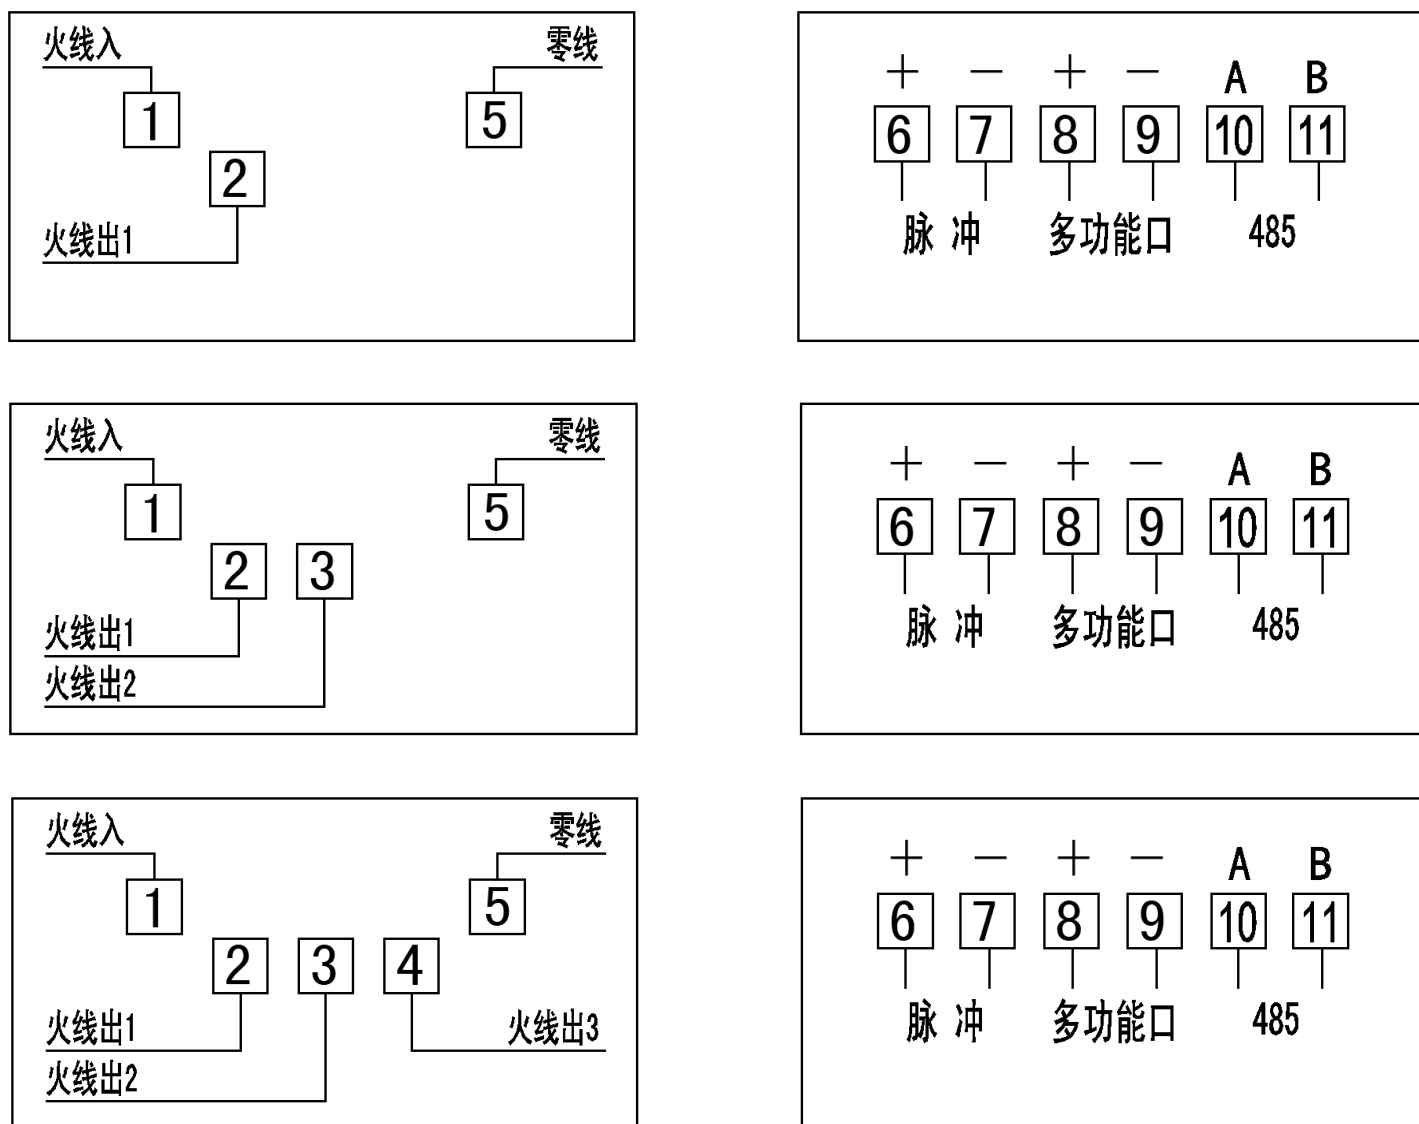 火线入 零线
1 5
2
火线出1
+ - + - A B
6 7 8 9 10 11
脉 冲 多功能口 485
火线入 零线
1 5
2 3
火线出1
火线出2
+ - + - A B
6 7 8 9 10 11
脉 冲 多功能口 485
火线入 零线
1 5
2 3 4
火线出1 火线出3
火线出2
+ - + - A B
6 7 8 9 10 11
脉 冲 多功能口 485